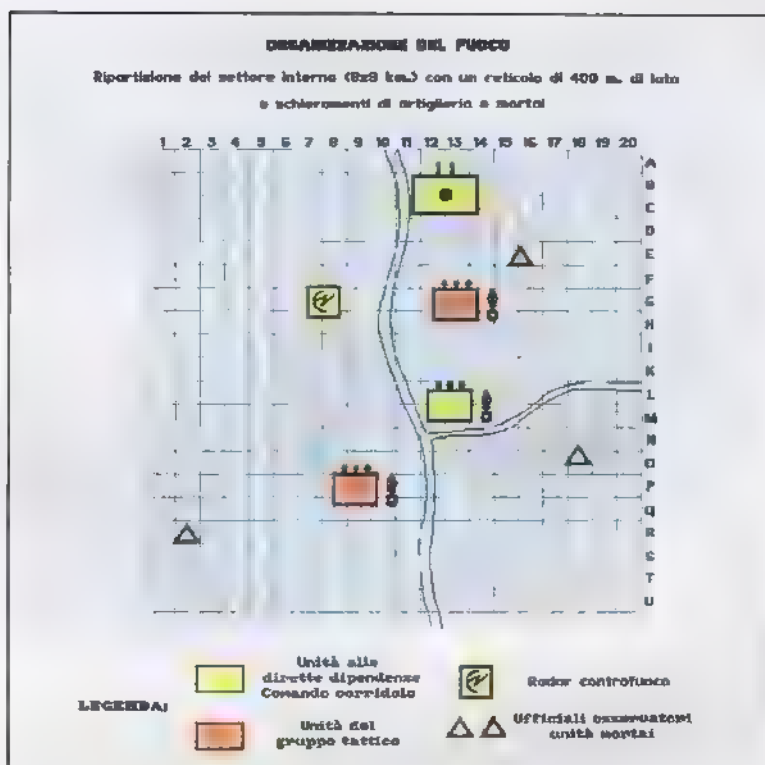 ORGANIZZAZIONE DEL FUOCO
Ripartizione del settore interno (8x8 km.) con un reticolo di 400 m. di lato
e schieramenti di artiglieria e mortai
1 2 3 4 5 6 7 8 9 10 11 12 13 14 15 16 17 18 19 20
A
B
C
D
E
F
G
H
I
K
L
M
N
O
P
Q
R
S
T
U
LEGENDA:
Unità alle
dirette dipendenze
Comando corridoio
Unità del
gruppo tattico
Radar controfuoco
Ufficiali osservatori
unità mortai